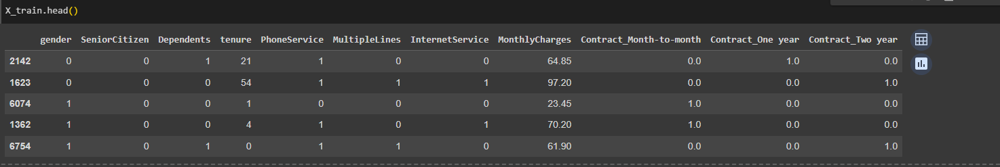 X_train.head()
gender SeniorCitizen Dependents tenure PhoneService MultipleLines InternetService MonthlyCharges Contract_Month-to-month Contract_One year Contract_Two year
2142 0 0 1 21 1 0 0 64.85 0.0 1.0 0.0
1623 0 0 0 54 1 1 1 97.20 0.0 0.0 1.0
6074 1 0 0 1 0 0 0 23.45 1.0 0.0 0.0
1362 1 0 0 4 1 0 1 70.20 1.0 0.0 0.0
6754 1 0 1 0 1 1 0 61.90 0.0 0.0 1.0